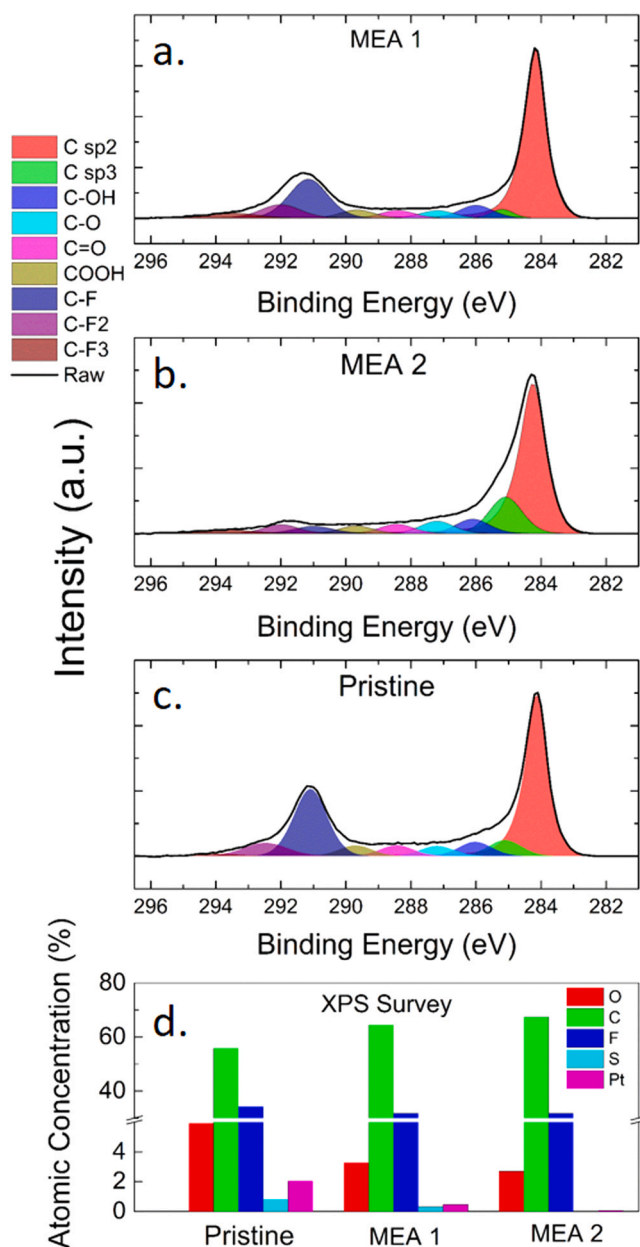 a.
MEA 1
C sp2
C sp3
C-OH
C-O
C=O
COOH
C-F
C-F2
C-F3
Raw
296 294 292 290 288 286 284 282
Binding Energy (eV)
b.
MEA 2
296 294 292 290 288 286 284 282
Binding Energy (eV)
Intensity (a.u.)
c.
Pristine
296 294 292 290 288 286 284 282
Binding Energy (eV)
d.
XPS Survey
O
C
F
S
Pt
80
60
40
4
2
0
Atomic Concentration (%)
Pristine MEA 1 MEA 2